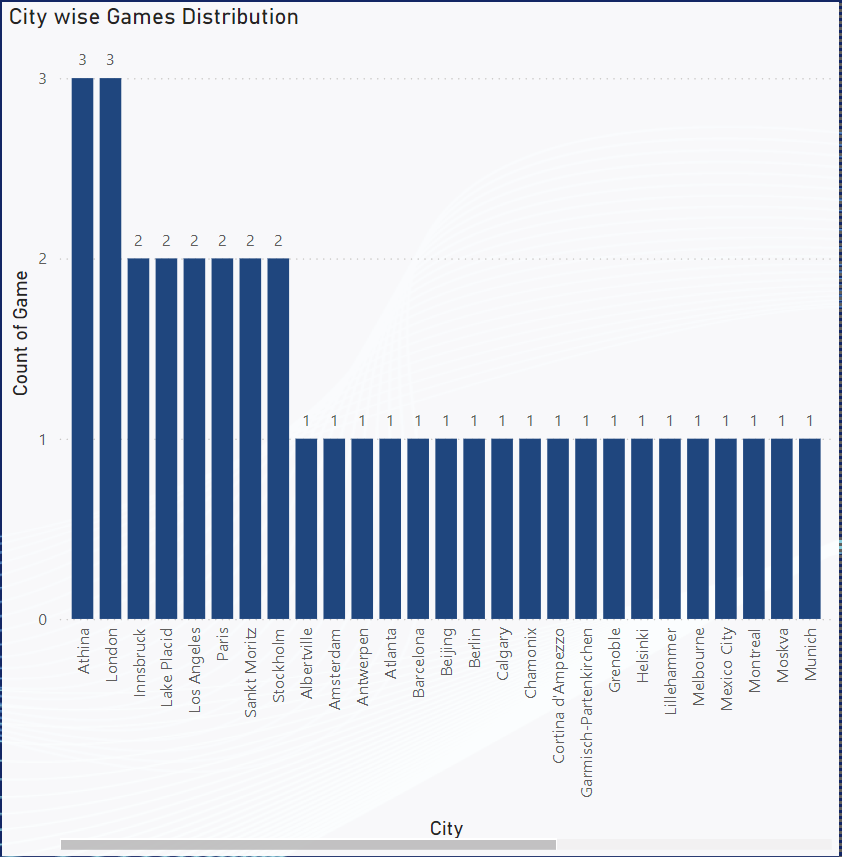 City wise Games Distribution
3 3
3
2 2 2 2 2 2
2
1 1 1 1 1 1 1 1 1 1 1 1 1 1 1 1 1 1 1
1
0
Count of Game
Athina
London
Innsbruck
Lake Placid
Los Angeles
Paris
Sankt Moritz
Stockholm
Albertville
Amsterdam
Antwerpen
Atlanta
Barcelona
Beijing
Berlin
Calgary
Chamonix
Cortina d'Ampezzo
Garmisch-Partenkirchen
Grenoble
Helsinki
Lillehammer
Melbourne
Mexico City
Montreal
Moskva
Munich
City